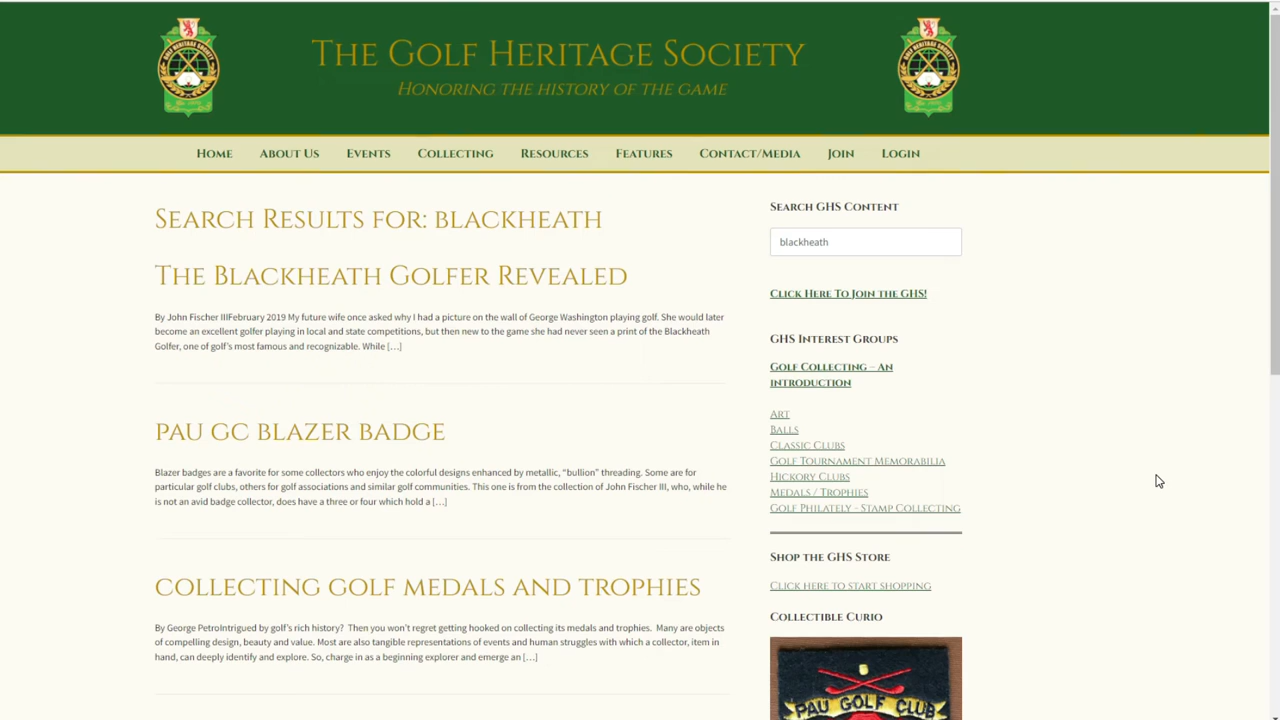 THE GOLF HERITAGE SOCIETY
HONORING THE HISTORY OF THE GAME
HOME ABOUT US EVENTS COLLECTING RESOURCES FEATURES CONTACT/MEDIA JOIN LOGIN
SEARCH RESULTS FOR: BLACKHEATH
THE BLACKHEATH GOLFER REVEALED
By John Fischer IIIFebruary 2019 My future wife once asked why I had a picture on the wall of George Washington playing golf. She would later
become an excellent golfer playing in local and state competitions, but then new to the game she had never seen a print of the Blackheath
Golfer, one of golf's most famous and recognizable. While […]
PAU GC BLAZER BADGE
Blazer badges are a favorite for some collectors who enjoy the colorful designs enhanced by metallic, “bullion” threading. Some are for
particular golf clubs, others for golf associations and similar golf communities. This one is from the collection of John Fischer III, who, while he
is not an avid badge collector, does have a three or four which hold a […]
COLLECTING GOLF MEDALS AND TROPHIES
By George PetroIntrigued by golf's rich history? Then you won't regret getting hooked on collecting its medals and trophies. Many are objects
of compelling design, beauty and value. Most are also tangible representations of events and human struggles with which a collector, item in
hand, can deeply identify and explore. So, charge in as a beginning explorer and emerge an […]
SEARCH GHS CONTENT
blackheath
CLICK HERE TO JOIN THE GHS!
GHS INTEREST GROUPS
GOLF COLLECTING – AN
INTRODUCTION
ART
BALLS
CLASSIC CLUBS
GOLF TOURNAMENT MEMORABILIA
HICKORY CLUBS
MEDALS / TROPHIES
GOLF PHILATELY - STAMP COLLECTING
SHOP THE GHS STORE
CLICK HERE TO START SHOPPING
COLLECTIBLE CURIO
PAU GOLF CLUB